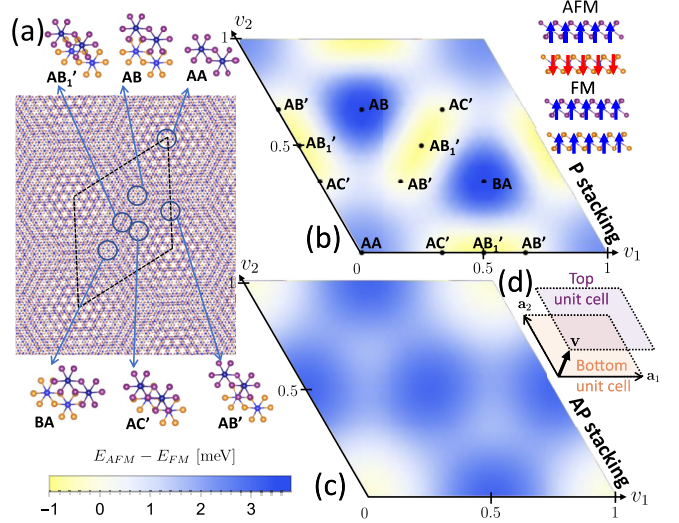 (a)
AB₁′
AB
AA
BA
AC′
AB′
E_AFM − E_FM [meV]
−1 0 1 2 3
v₂
1
AB′
AB
AC′
0.5
AB₁′
AB₁′
AC′
AB′
BA
AA
AC′
AB₁′
AB′
v₁
0
0.5
1
(b)
P stacking
AFM
FM
v₂
1
0.5
0
0.5
1
v₁
(c)
AP stacking
(d)
Top
unit cell
a₂
v
Bottom
unit cell
a₁